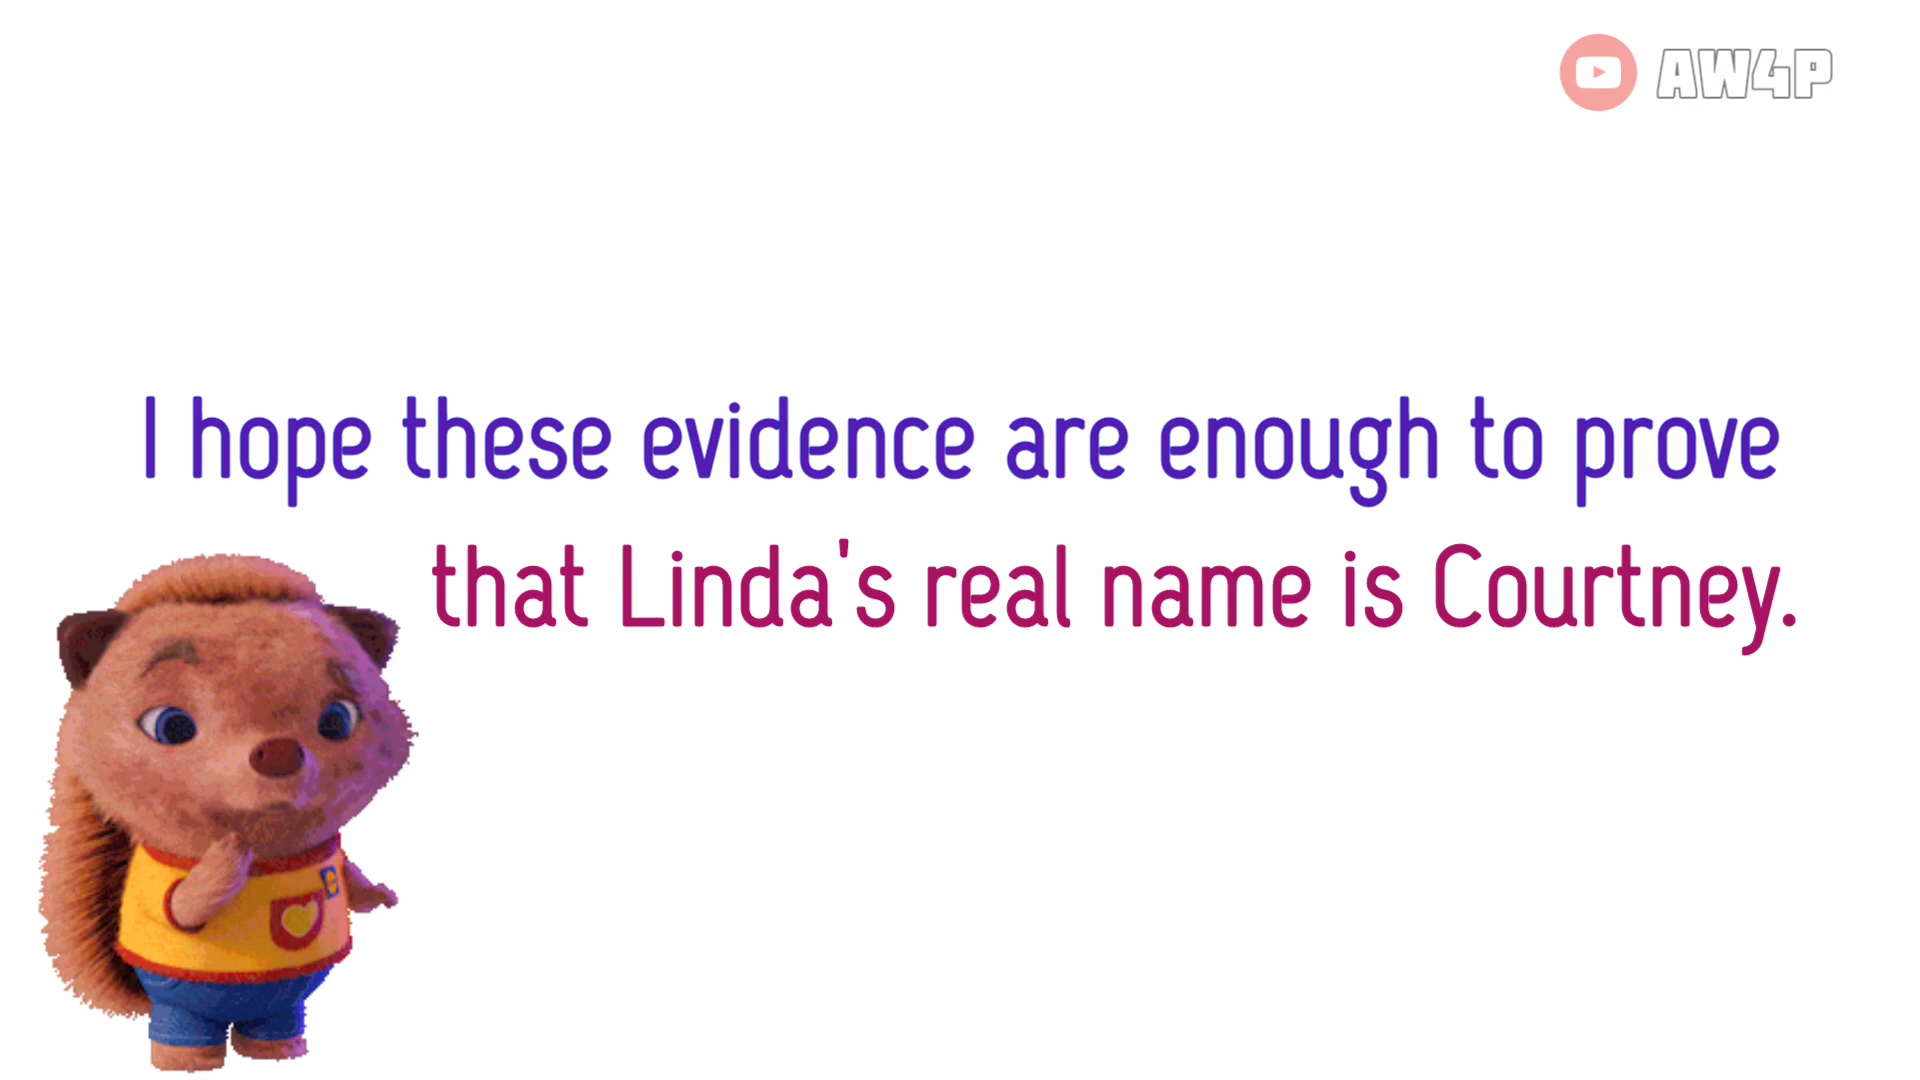 AW4P
I hope these evidence are enough to prove
that Linda's real name is Courtney.